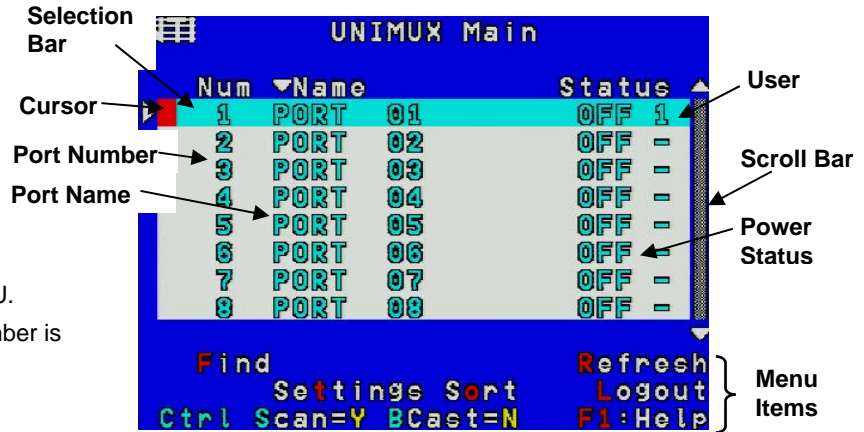 Selection
Bar
UNIMUX Main
Num Name Status
User
Cursor
1 PORT 01 OFF 1
2 PORT 02 OFF -
Port Number
3 PORT 03 OFF -
Scroll Bar
4 PORT 04 OFF -
Port Name
5 PORT 05 OFF -
Power
Status
6 PORT 06 OFF -
7 PORT 07 OFF -
U.
8 PORT 08 OFF -
ber is
Find Refresh
Settings Sort Logout
Menu
Items
Ctrl Scan=Y BCast=N F1:Help